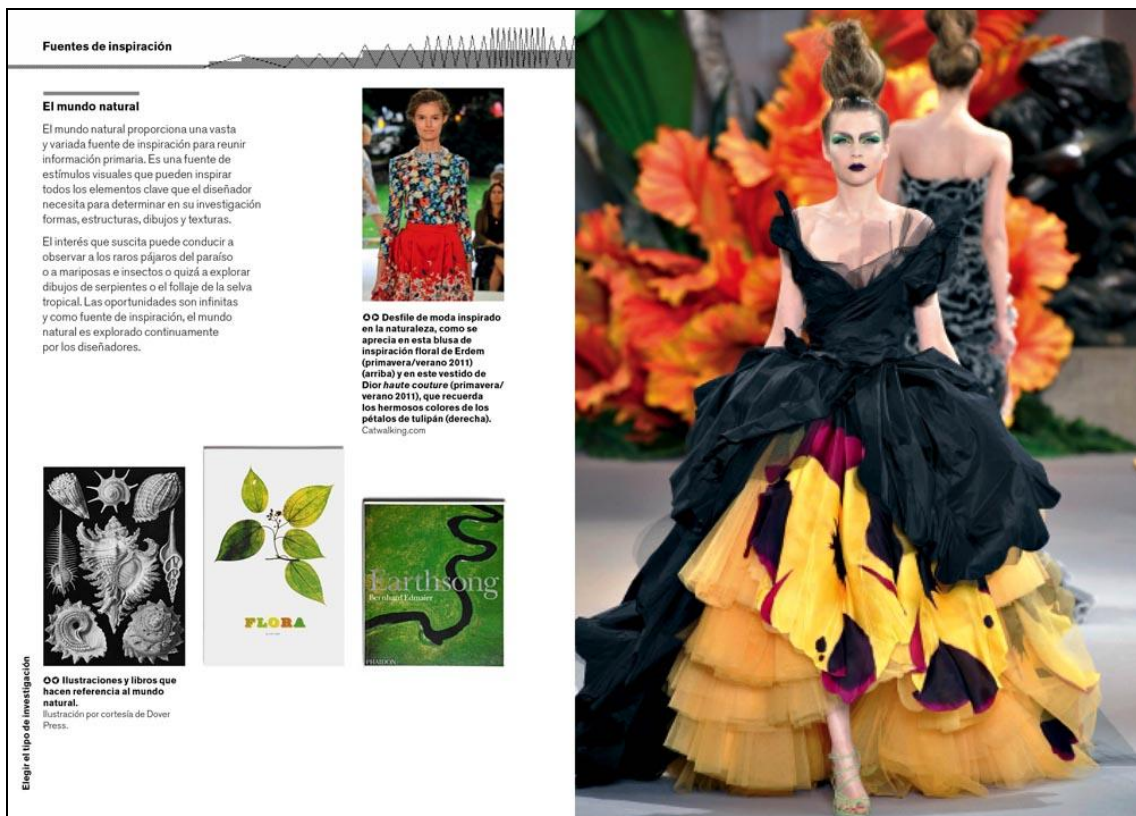 Fuentes de inspiración
El mundo natural
El mundo natural proporciona una vasta
y variada fuente de inspiración para reunir
información primaria. Es una fuente de
estímulos visuales que pueden inspirar
todos los elementos clave que el diseñador
necesita para determinar en su investigación
formas, estructuras, dibujos y texturas.
El interés que suscita puede conducir a
observar a los raros pájaros del paraíso
o a mariposas e insectos o quizá a explorar
dibujos de serpientes o el follaje de la selva
tropical. Las oportunidades son infinitas
y como fuente de inspiración, el mundo
natural es explorado continuamente
por los diseñadores.
Desfile de moda inspirado
en la naturaleza, como se
aprecia en esta blusa de
inspiración floral de Erdem
(primavera/verano 2011)
(arriba) y en este vestido de
Dior haute couture (primavera/
verano 2011), que recuerda
los hermosos colores de los
pétalos de tulipán (derecha).
Catwalking.com
FLORA
Earthsong
Bernhard Edmaier
PHAIDON
Ilustraciones y libros que
hacen referencia al mundo
natural.
Ilustración por cortesía de Dover
Press.
Elegir el tipo de investigación